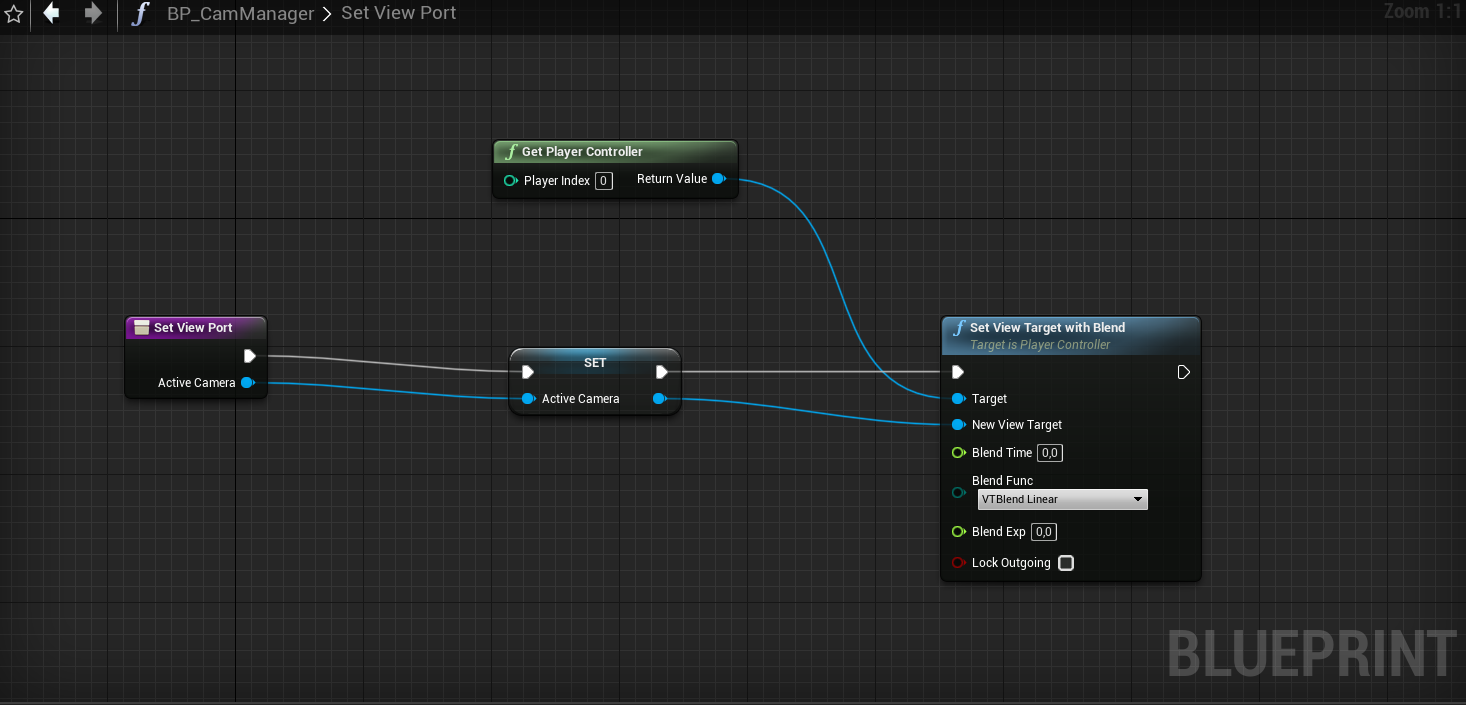 f BP_CamManager > Set View Port
Zoom 1:1
f Get Player Controller
Player Index 0
Return Value
Set View Port
Active Camera
SET
Active Camera
f Set View Target with Blend
Target is Player Controller
Target
New View Target
Blend Time 0,0
Blend Func
VTBlend Linear
Blend Exp 0,0
Lock Outgoing
BLUEPRINT